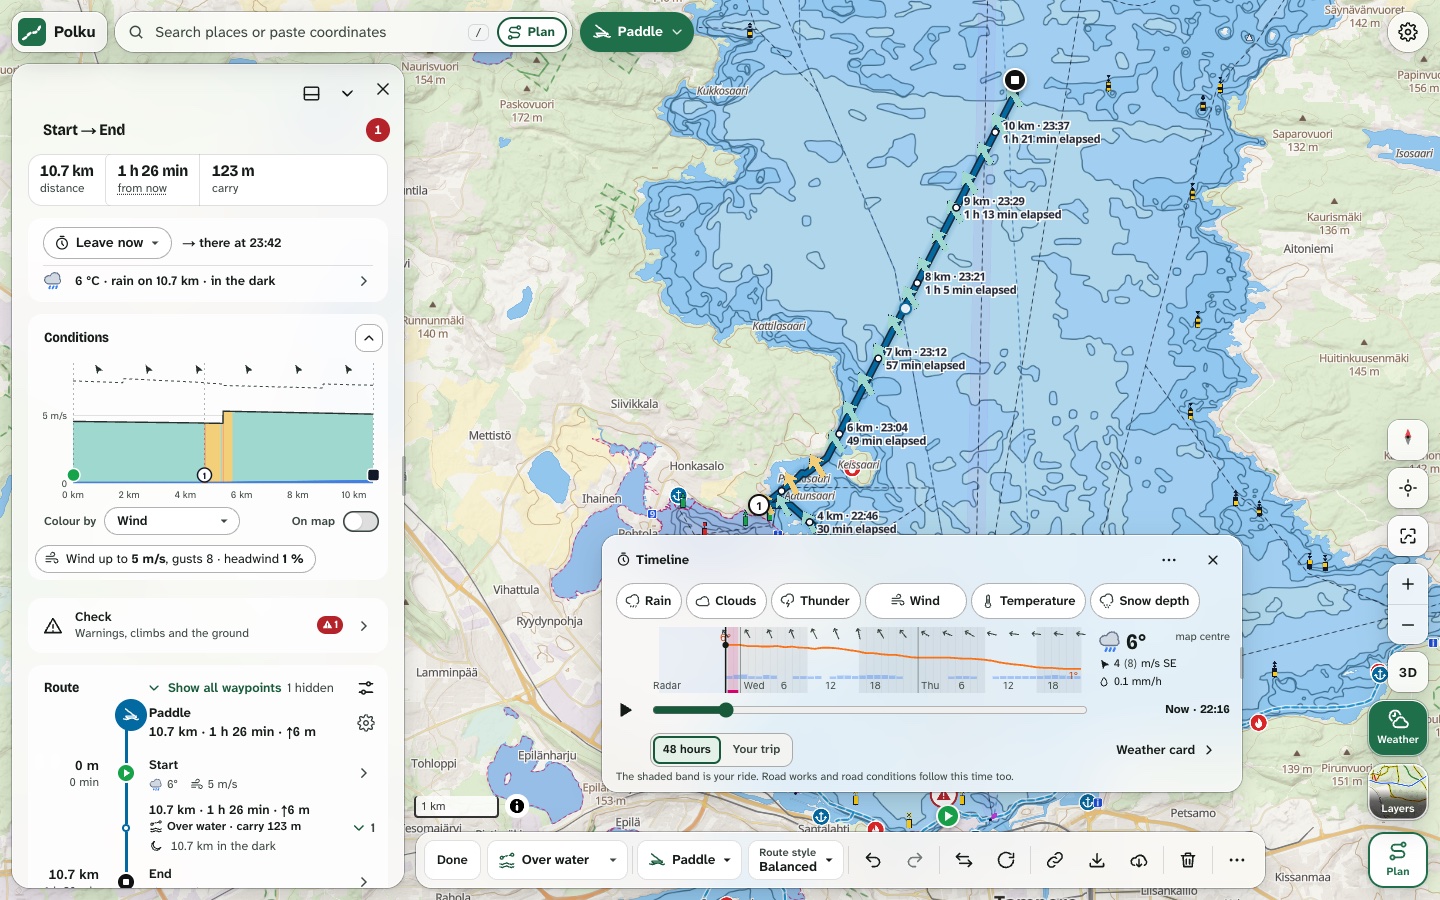 Polku
Search places or paste coordinates
/
Plan
Paddle
Start → End
1
10.7 km
distance
1 h 26 min
from now
123 m
carry
Leave now
→ there at 23:42
6 °C · rain on 10.7 km · in the dark
Conditions
5 m/s
0
1
0 km
2 km
4 km
6 km
8 km
10 km
Colour by
Wind
On map
Wind up to 5 m/s, gusts 8 · headwind 1 %
Check
Warnings, climbs and the ground
1
Route
Show all waypoints
1 hidden
Paddle
10.7 km · 1 h 26 min · ↑6 m
0 m
0 min
Start
6°
5 m/s
10.7 km · 1 h 26 min · ↑6 m
Over water · carry 123 m
1
10.7 km in the dark
10.7 km
End
Naurisvuori
154 m
Paskovuori
172 m
Kukkosaari
Säynävänvuoret
142 m
156 m
Saparovuori
132 m
Isosaari
Kaurismäki
136 m
Aitoniemi
Runnunmäki
140 m
Kattilasaari
Huitinkuusenmäki
145 m
Siivikkala
Mettistö
Honkasalo
Ihainen
9
Keissaari
Vihattula
Ryydynpohja
Lamminpää
Tohloppi
Epilänharju
153 m
Epilä
Santalahti
Petsamo
139 m
151 m
Kissanmaa
Rahola
10 km · 23:37
1 h 21 min elapsed
9 km · 23:29
1 h 13 min elapsed
8 km · 23:21
1 h 5 min elapsed
7 km · 23:12
57 min elapsed
6 km · 23:04
49 min elapsed
1
4 km · 22:46
30 min elapsed
Timeline
Rain
Clouds
Thunder
Wind
Temperature
Snow depth
Radar
Wed
6
12
18
Thu
6
12
18
1°
6°
map centre
4 (8) m/s SE
0.1 mm/h
Now · 22:16
48 hours
Your trip
Weather card
The shaded band is your ride. Road works and road conditions follow this time too.
1 km
Done
Over water
Paddle
Route style
Balanced
3D
Weather
Layers
Plan